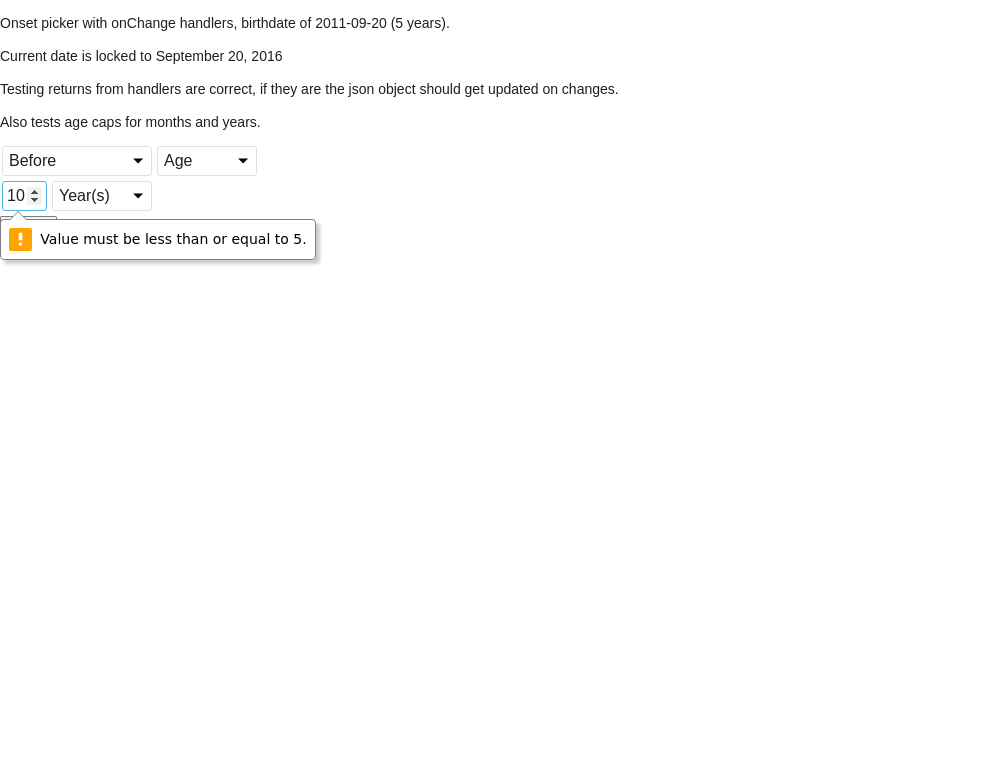 Onset picker with onChange handlers, birthdate of 2011-09-20 (5 years).
Current date is locked to September 20, 2016
Testing returns from handlers are correct, if they are the json object should get updated on changes.
Also tests age caps for months and years.
Before Age
10 Year(s)
Value must be less than or equal to 5.